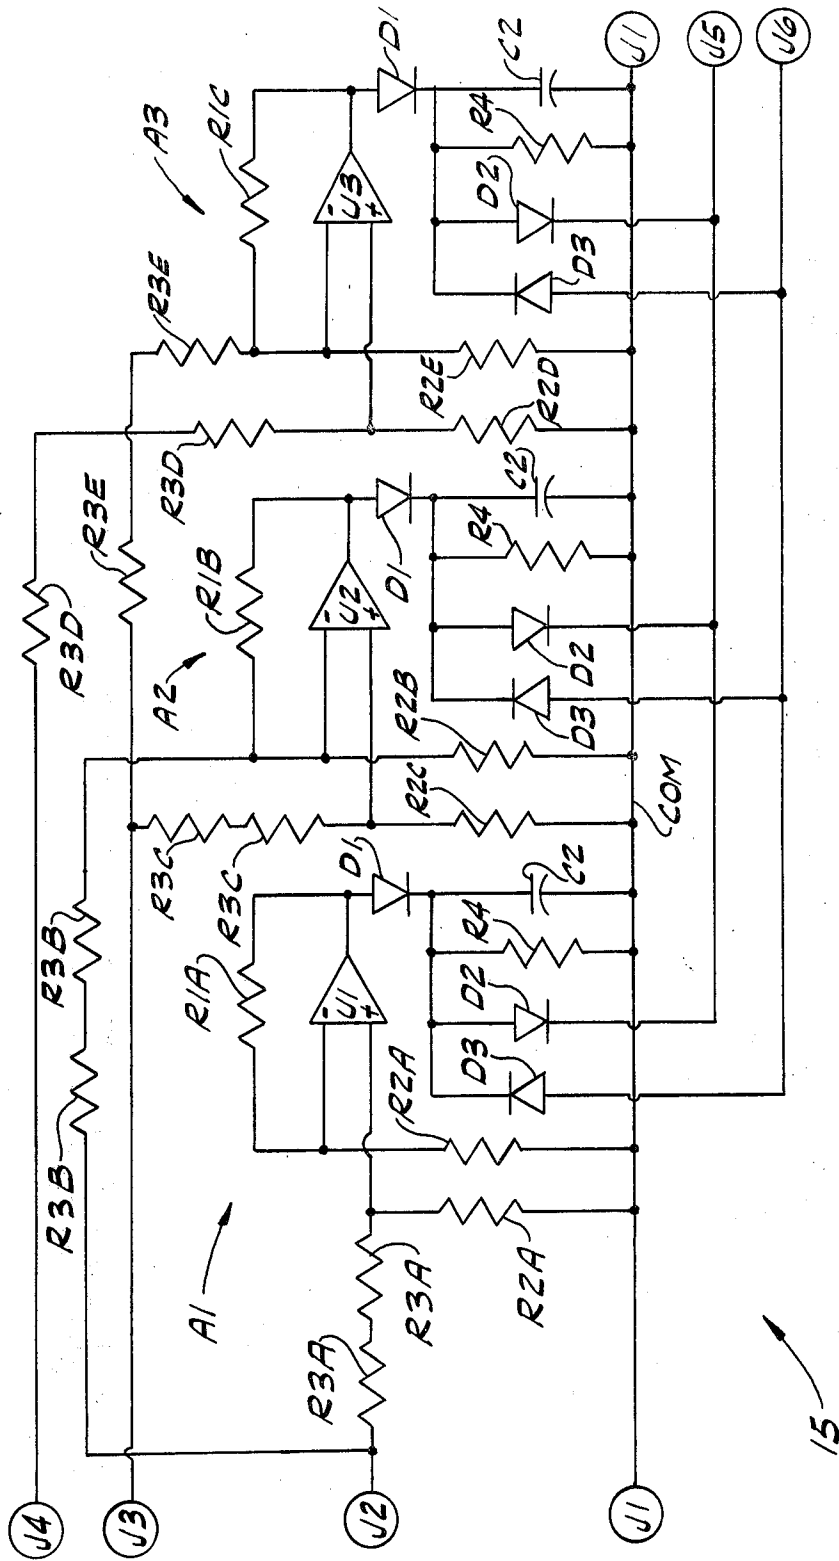 J4
J3
J2
J1
R3D
R3E
R3E
R3D
R3B
R3B
R3C
R3C
R1A
R1B
R1C
A1
A2
A3
R3A
R3A
R2A
R2A
R2C
R2B
R2E
R2D
-
U1
+
-
U2
+
-
U3
+
D1
D1
D1
D3
D2
R4
C2
D3
D2
R4
C2
D3
D2
R4
C2
COM
J1
J5
J6
15